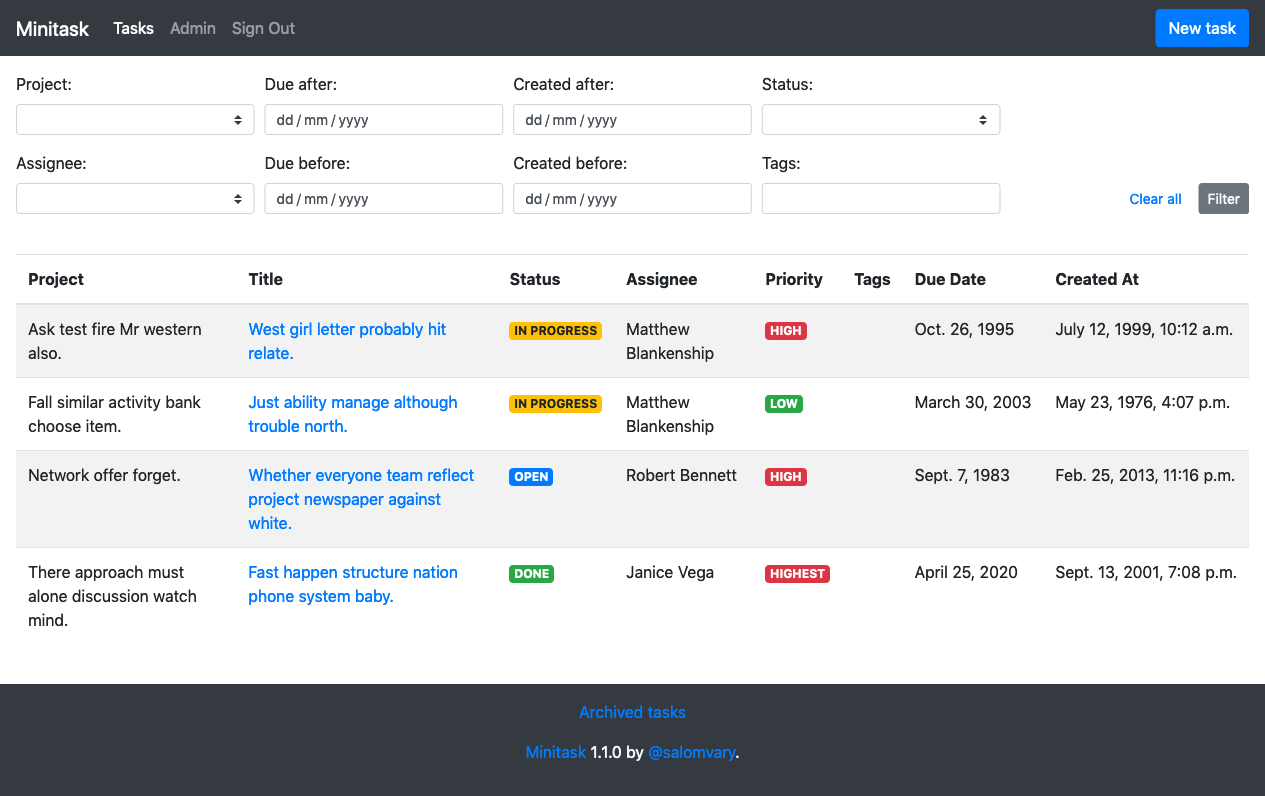 Minitask Tasks Admin Sign Out New task
Project: Due after: Created after: Status:
dd/mm/yyyy dd/mm/yyyy
Assignee: Due before: Created before: Tags:
dd/mm/yyyy dd/mm/yyyy Clear all Filter
Project Title Status Assignee Priority Tags Due Date Created At
Ask test fire Mr western West girl letter probably hit IN PROGRESS Matthew HIGH Oct. 26, 1995 July 12, 1999, 10:12 a.m.
also. relate. Blankenship
Fall similar activity bank Just ability manage although IN PROGRESS Matthew LOW March 30, 2003 May 23, 1976, 4:07 p.m.
choose item. trouble north. Blankenship
Network offer forget. Whether everyone team reflect OPEN Robert Bennett HIGH Sept. 7, 1983 Feb. 25, 2013, 11:16 p.m.
project newspaper against
white.
There approach must Fast happen structure nation DONE Janice Vega HIGHEST April 25, 2020 Sept. 13, 2001, 7:08 p.m.
alone discussion watch phone system baby.
mind.
Archived tasks
Minitask 1.1.0 by @salomvary.